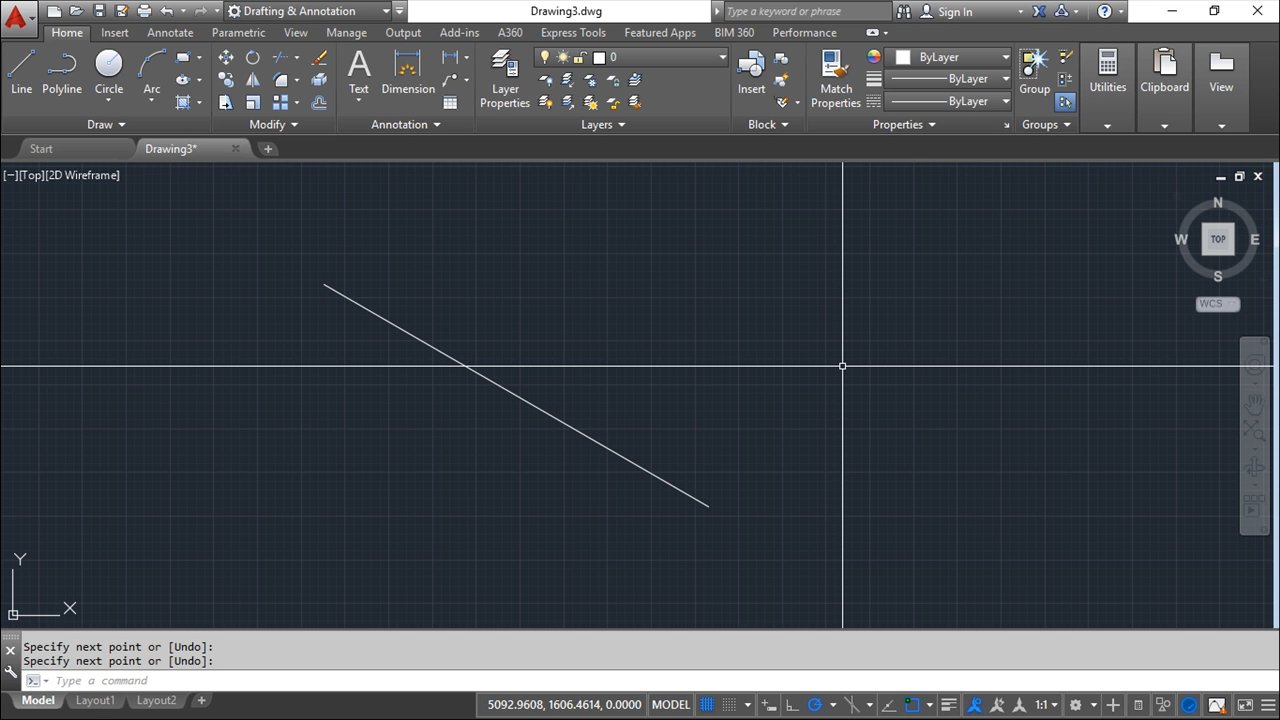 Drafting & Annotation
Drawing3.dwg
Type a keyword or phrase
Sign In
Home Insert Annotate Parametric View Manage Output Add-ins A360 Express Tools Featured Apps BIM 360 Performance
Line
Polyline
Circle
Arc
Draw
Modify
Text
Dimension
Annotation
Layer Properties
0
Layers
Insert
Block
Match Properties
ByLayer
ByLayer
ByLayer
Properties
Group
Groups
Utilities
Clipboard
View
Start
Drawing3*
[−][Top][2D Wireframe]
N
W
TOP
E
S
WCS
Y
X
Specify next point or [Undo]:
Specify next point or [Undo]:
Type a command
Model Layout1 Layout2
5092.9608, 1606.4614, 0.0000
MODEL
1:1